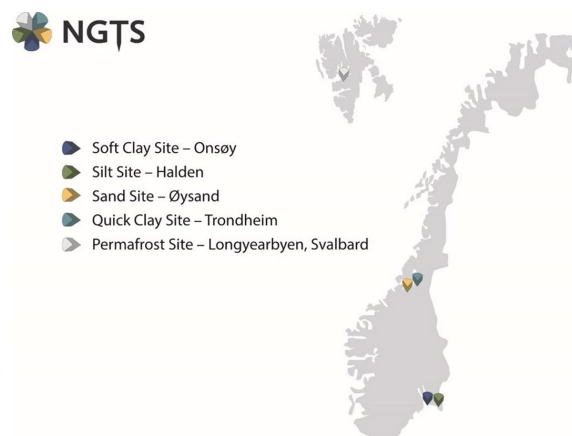 NGTS
Soft Clay Site – Onsøy
Silt Site – Halden
Sand Site – Øysand
Quick Clay Site – Trondheim
Permafrost Site – Longyearbyen, Svalbard